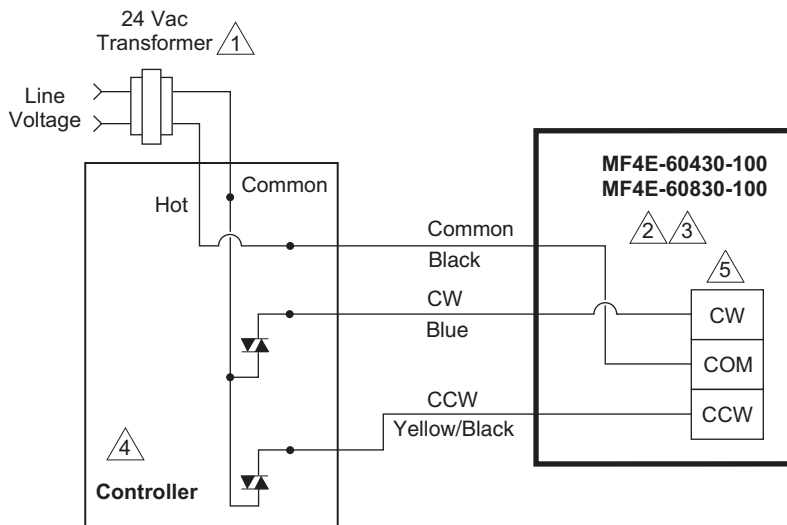 24 Vac
Transformer 1
Line
Voltage
Common
Hot
MF4E-60430-100
MF4E-60830-100
2 3
Common
Black
5
CW
Blue
CW
COM
CCW
Yellow/Black
CCW
4
Controller